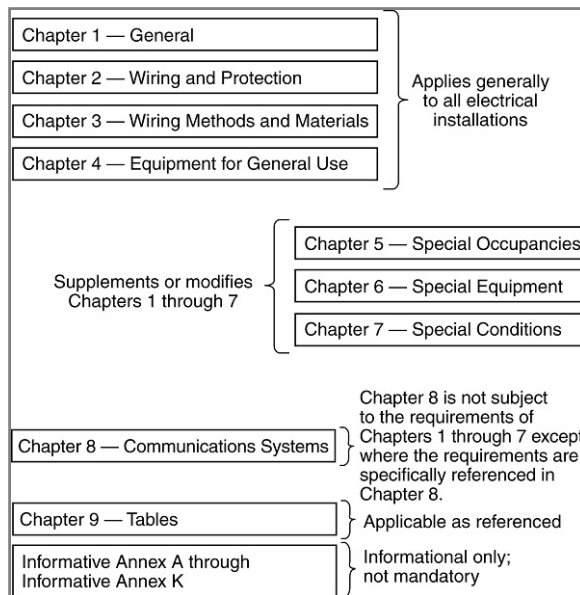 Chapter 1 — General
Chapter 2 — Wiring and Protection
Chapter 3 — Wiring Methods and Materials
Chapter 4 — Equipment for General Use
Applies generally
to all electrical
installations
Supplements or modifies
Chapters 1 through 7
Chapter 5 — Special Occupancies
Chapter 6 — Special Equipment
Chapter 7 — Special Conditions
Chapter 8 — Communications Systems
Chapter 8 is not subject
to the requirements of
Chapters 1 through 7 except
where the requirements are
specifically referenced in
Chapter 8.
Chapter 9 — Tables
Applicable as referenced
Informative Annex A through
Informative Annex K
Informational only;
not mandatory